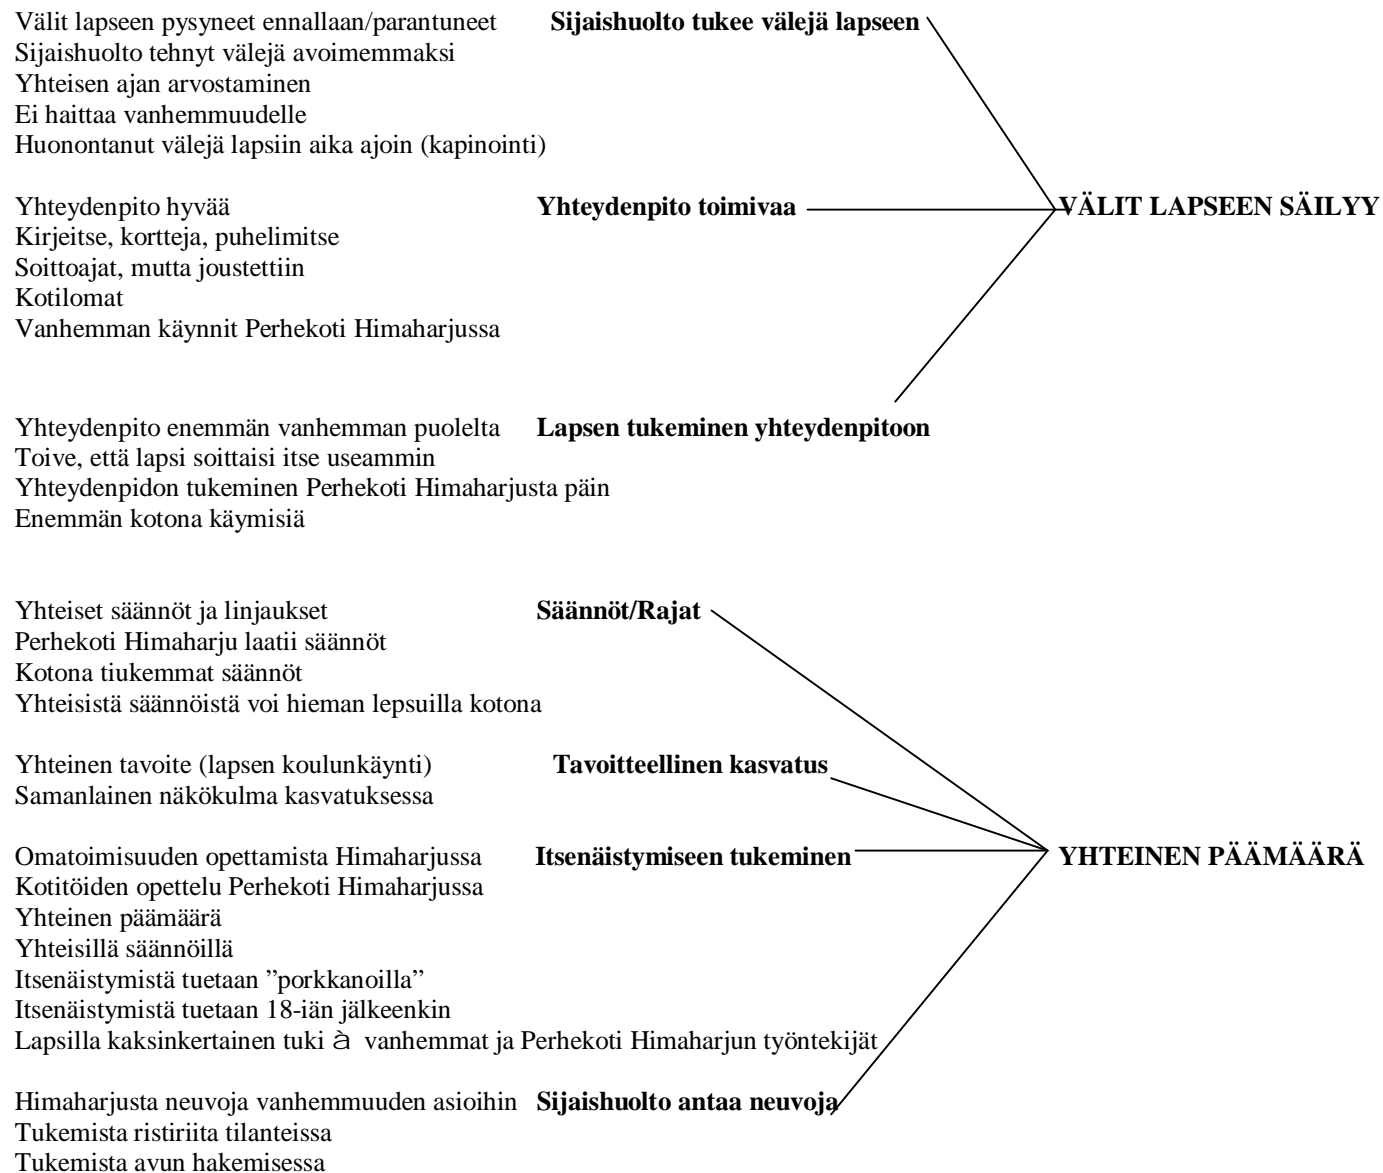 Välit lapseen pysyneet ennallaan/parantuneet Sijaishuolto tukee välejä lapseen
Sijaishuolto tehnyt välejä avoimemmaksi
Yhteisen ajan arvostaminen
Ei haittaa vanhemmuudelle
Huonontanut välejä lapsiin aika ajoin (kapinointi)
Yhteydenpito hyvää Yhteydenpito toimivaa VÄLIT LAPSEEN SÄILYY
Kirjeitse, kortteja, puhelimitse
Soittoajat, mutta joustettiin
Kotilomat
Vanhemman käynnit Perhekoti Himaharjussa
Yhteydenpito enemmän vanhemman puolelta Lapsen tukeminen yhteydenpitoon
Toive, että lapsi soittaisi itse useammin
Yhteydenpidon tukeminen Perhekoti Himaharjusta päin
Enemmän kotona käymisiä
Yhteiset säännöt ja linjaukset Säännöt/Rajat
Perhekoti Himaharju laatii säännöt
Kotona tiukemmat säännöt
Yhteisistä säännöistä voi hieman lepsuilla kotona
Yhteinen tavoite (lapsen koulunkäynti) Tavoitteellinen kasvatus
Samanlainen näkökulma kasvatuksessa
Omatoimisuuden opettamista Himaharjussa Itsenäistymiseen tukeminen YHTEINEN PÄÄMÄÄRÄ
Kotitöiden opettelu Perhekoti Himaharjussa
Yhteinen päämäärä
Yhteisillä säännöillä
Itsenäistymistä tuetaan ”porkkanoilla”
Itsenäistymistä tuetaan 18-iän jälkeenkin
Lapsilla kaksinkertainen tuki à vanhemmat ja Perhekoti Himaharjun työntekijät
Himaharjusta neuvoja vanhemmuuden asioihin Sijaishuolto antaa neuvoja
Tukemista ristiriita tilanteissa
Tukemista avun hakemisessa